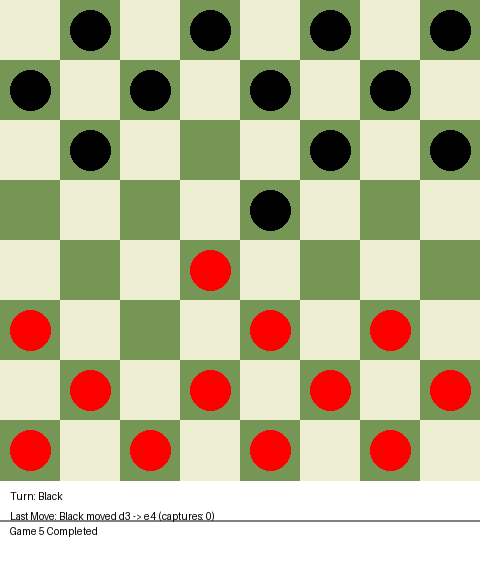 Turn: Black
Last Move: Black moved d3 -> e4 (captures: 0)
Game 5 Completed